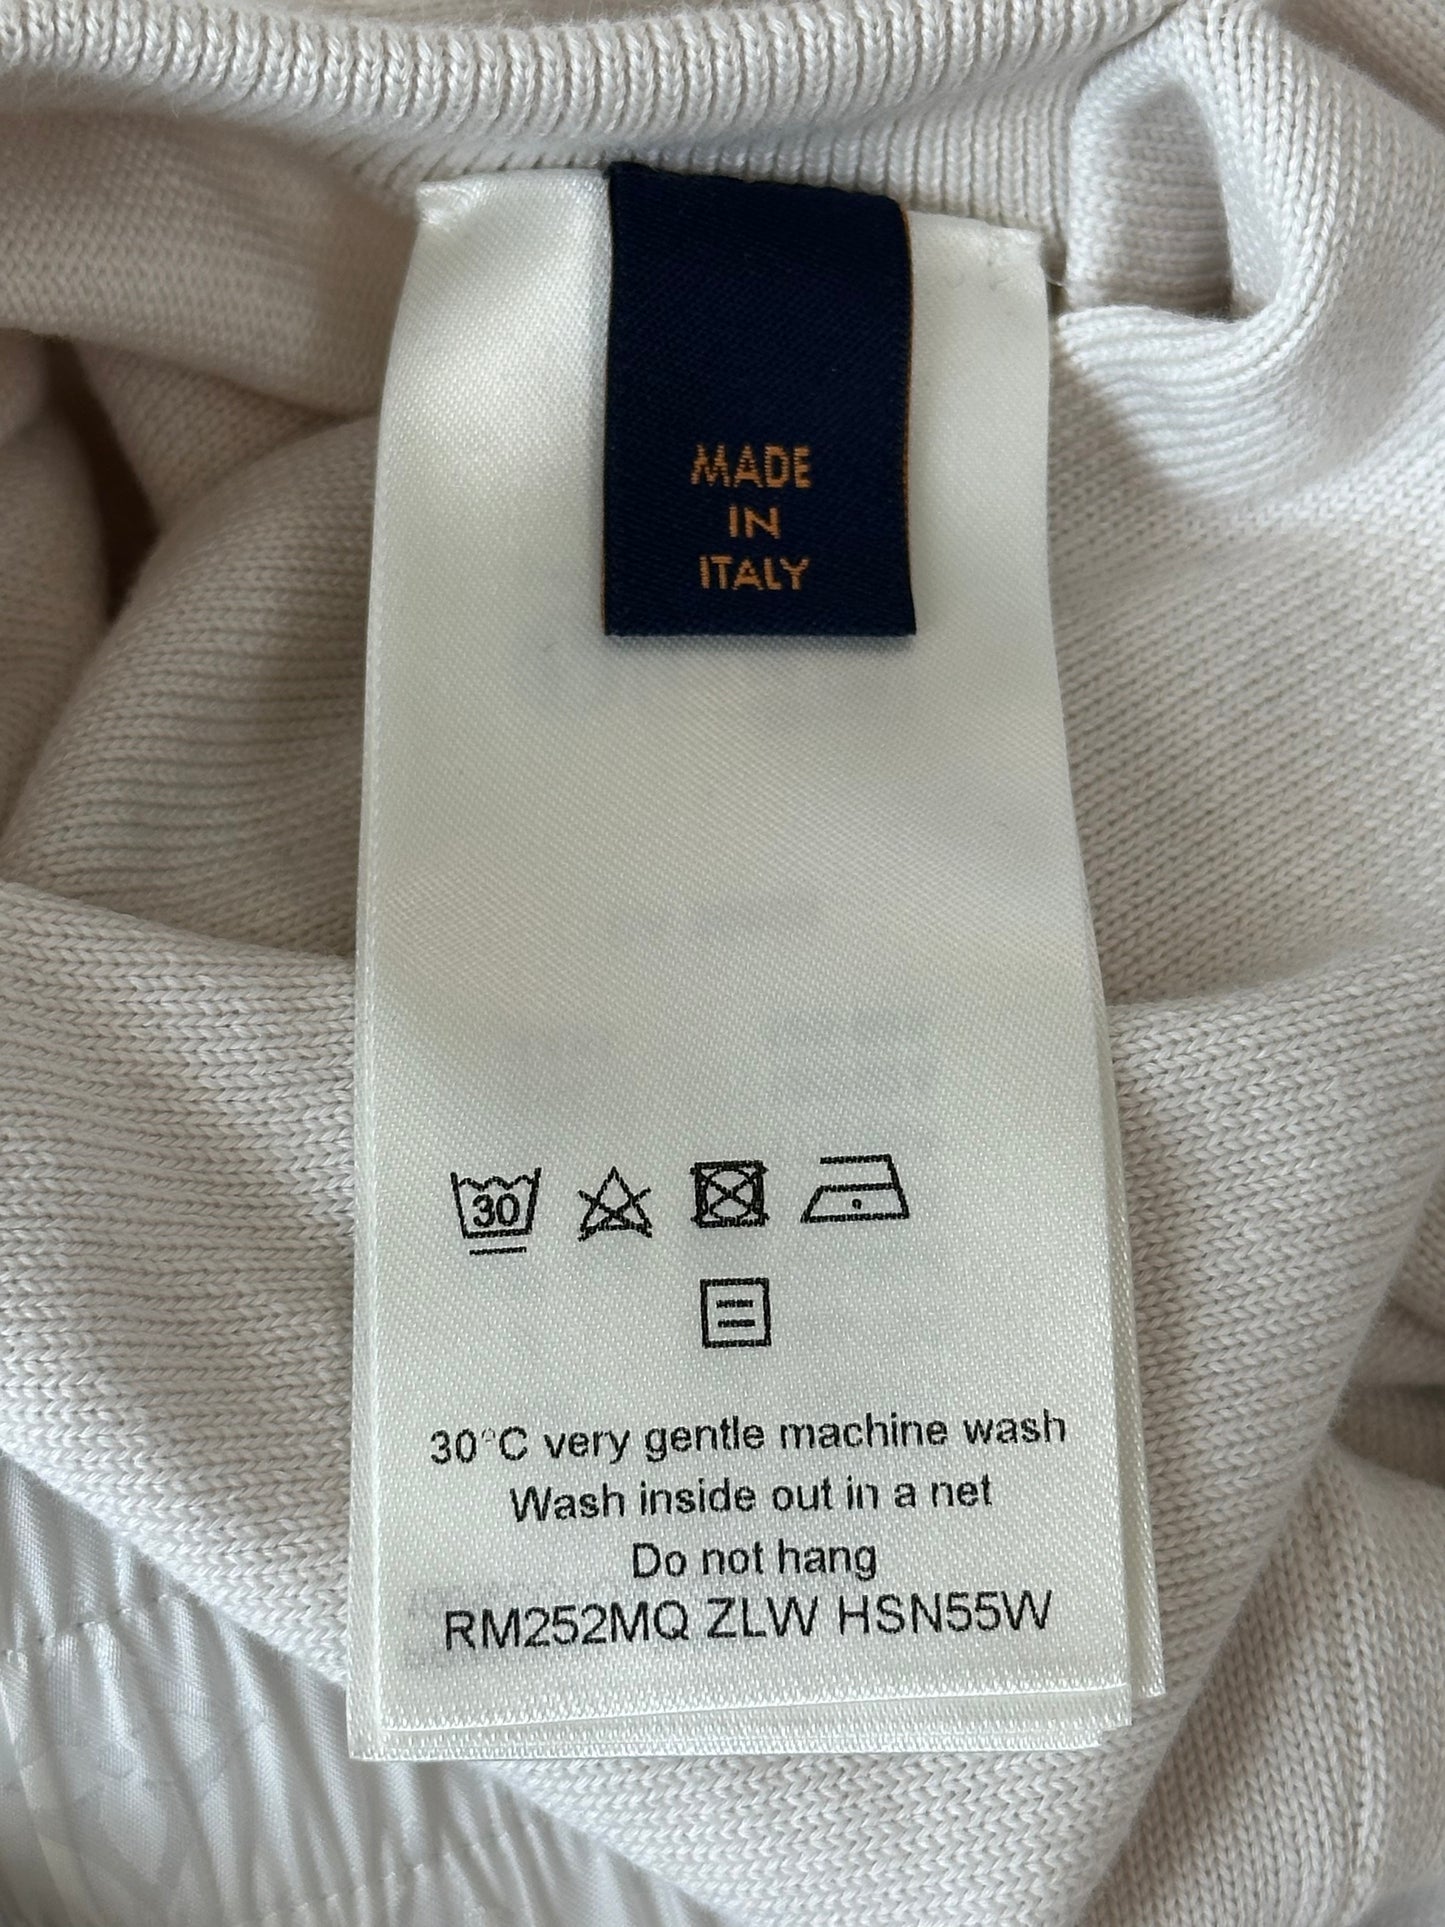 MADE
IN
ITALY
30
30°C very gentle machine wash
Wash inside out in a net
Do not hang
RM252MQ ZLW HSN55W